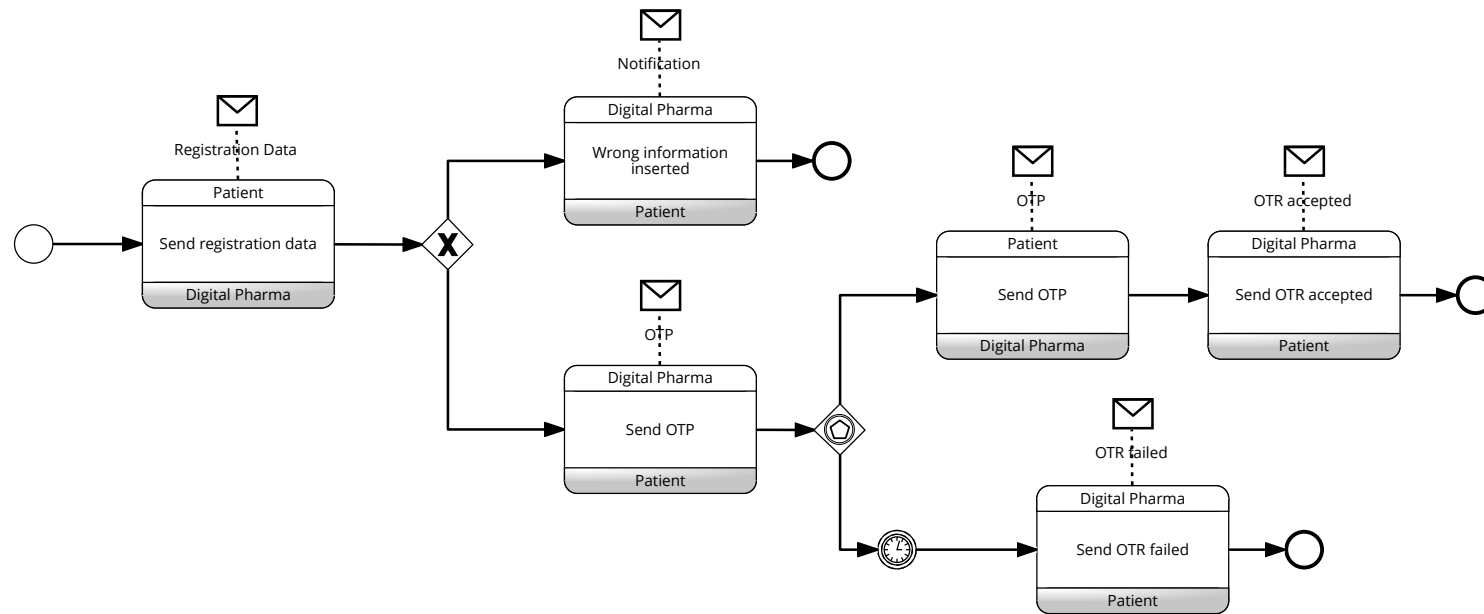 Notification
Digital Pharma
Wrong information
inserted
Patient
Registration Data
Patient
Send registration data
Digital Pharma
OTP
Digital Pharma
Send OTP
Patient
OTP
Patient
Send OTP
Digital Pharma
OTR accepted
Digital Pharma
Send OTR accepted
Patient
OTR failed
Digital Pharma
Send OTR failed
Patient